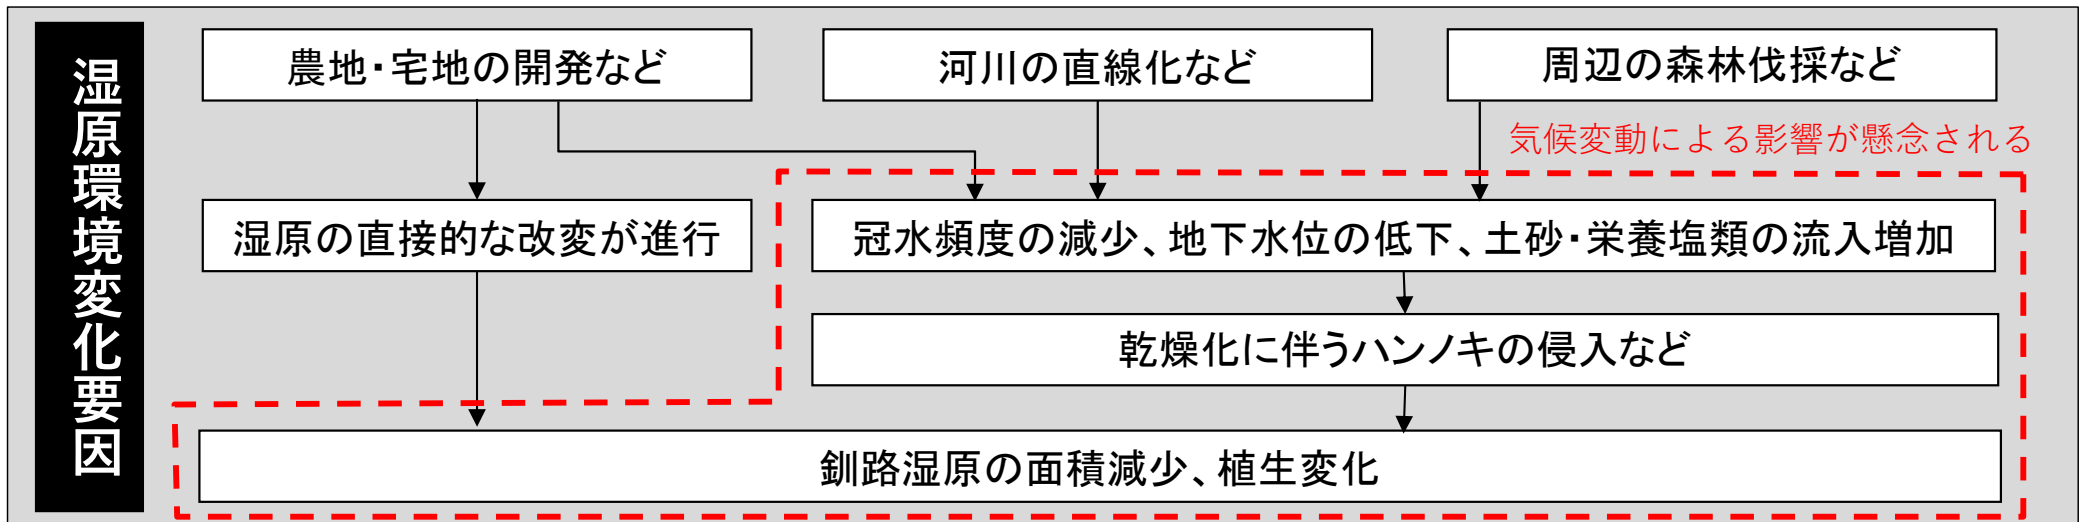 湿原環境変化要因
農地・宅地の開発など
河川の直線化など
周辺の森林伐採など
気候変動による影響が懸念される
湿原の直接的な改変が進行
冠水頻度の減少、地下水位の低下、土砂・栄養塩類の流入増加
乾燥化に伴うハンノキの侵入など
釧路湿原の面積減少、植生変化